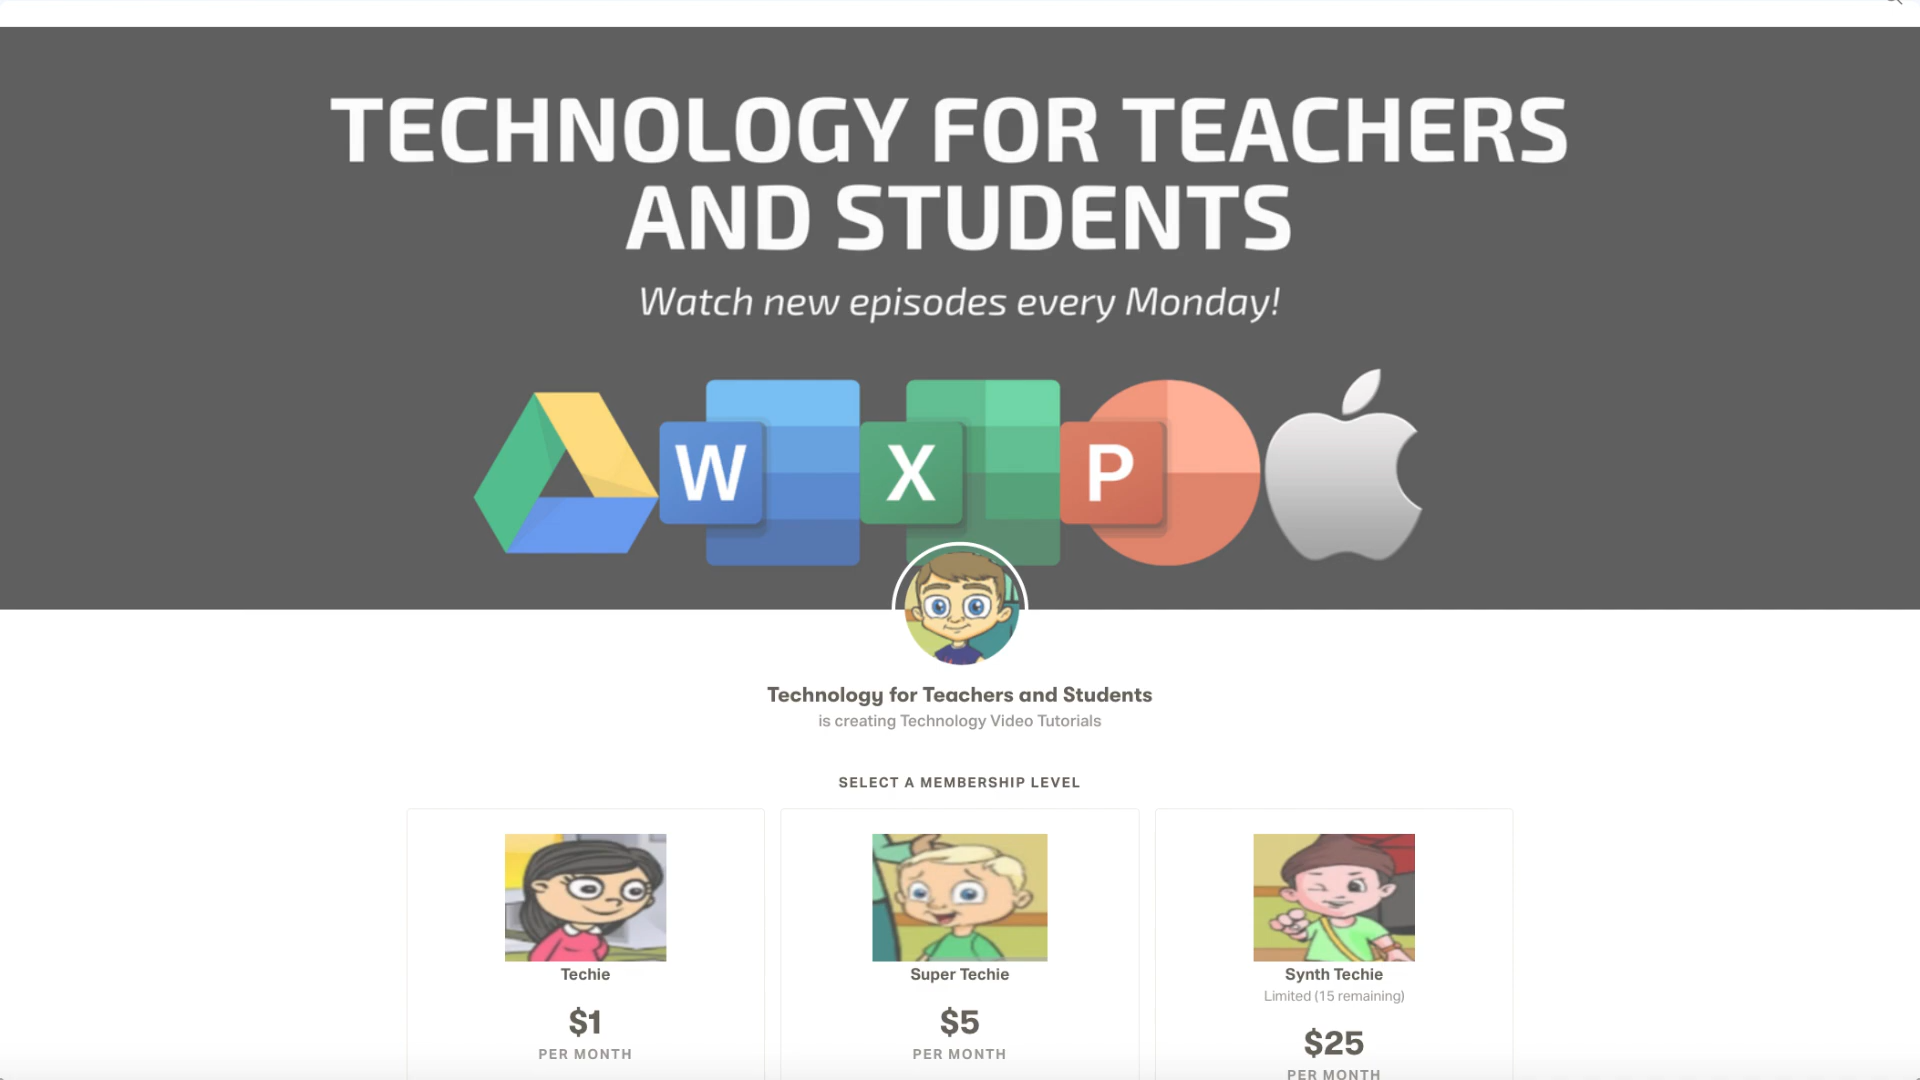 TECHNOLOGY FOR TEACHERS
AND STUDENTS
Watch new episodes every Monday!
W
X
P
Technology for Teachers and Students
is creating Technology Video Tutorials
SELECT A MEMBERSHIP LEVEL
Techie
$1
PER MONTH
Super Techie
$5
PER MONTH
Synth Techie
Limited (15 remaining)
$25
PER MONTH